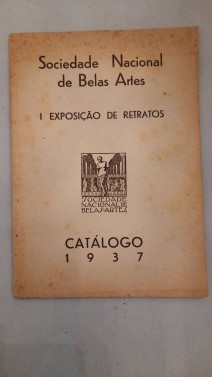 Sociedade Nacional
de Belas Artes
I EXPOSIÇÃO DE RETRATOS
SOCIEDADE
NACIONAL DE
BELAS ARTES
CATÁLOGO
1937